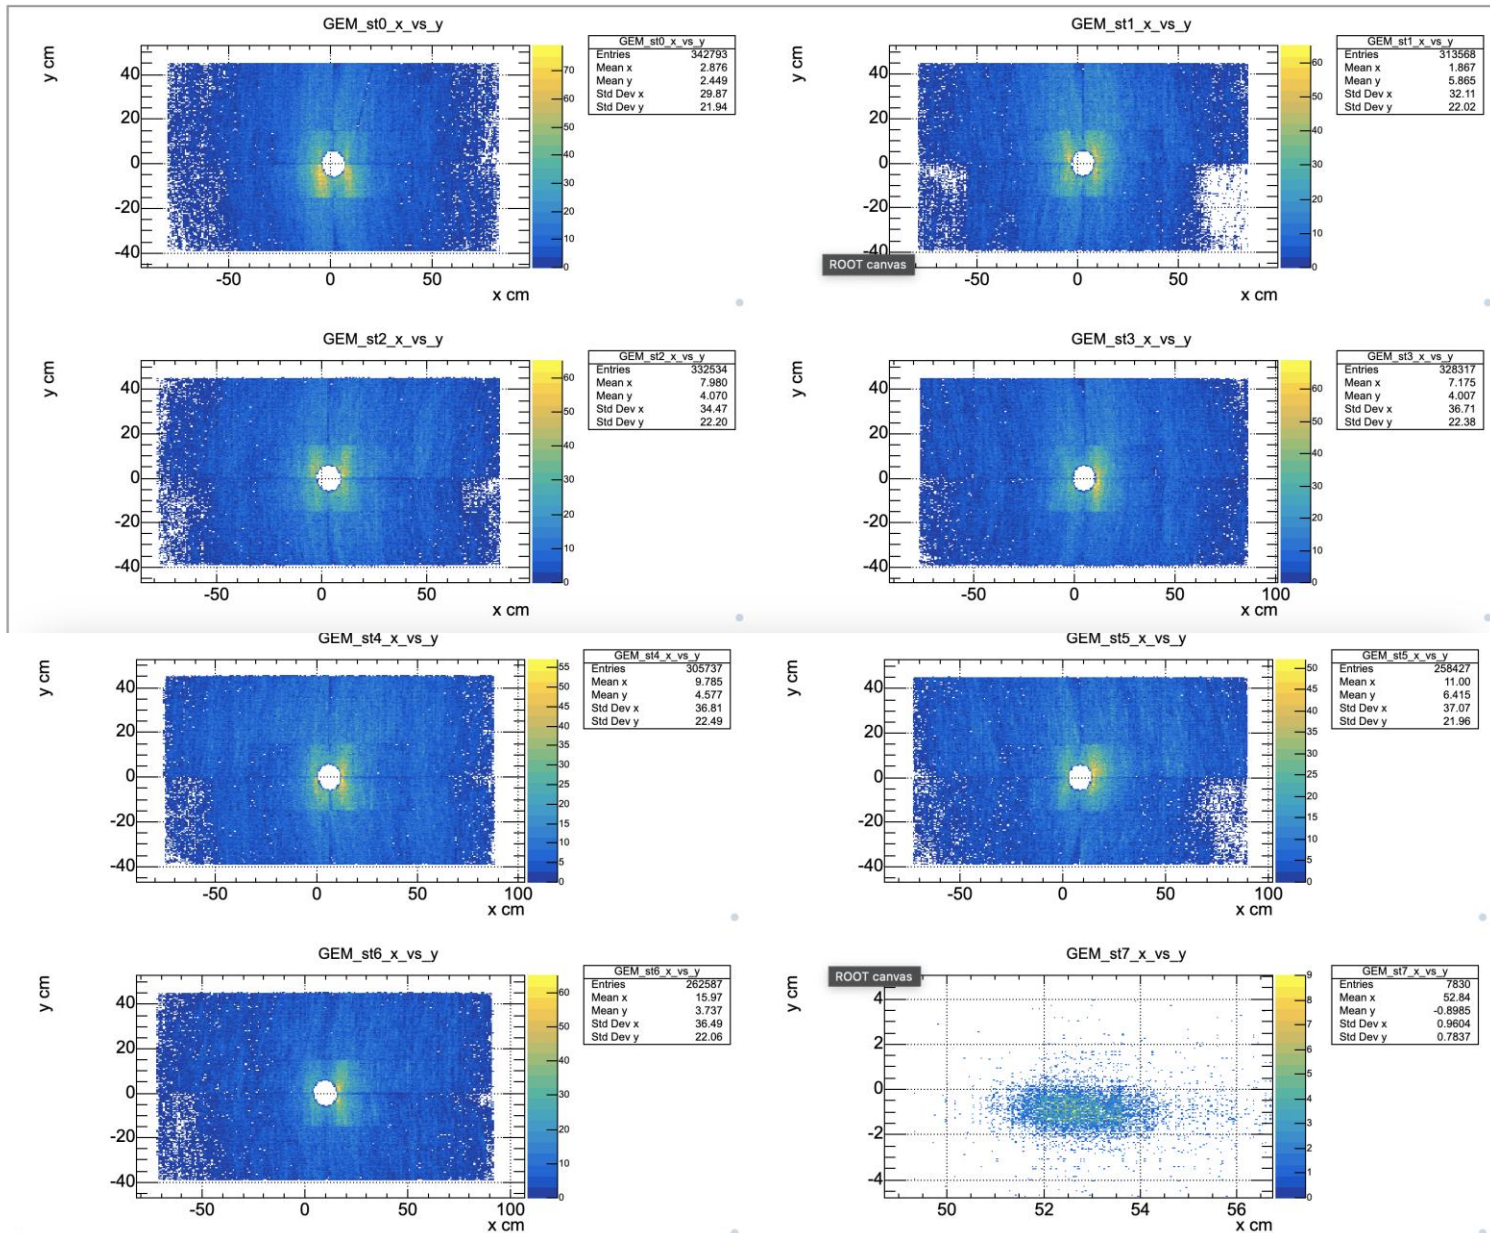 GEM_st0_x_vs_y
y cm
40
20
0
-20
-40
-50
0
50
x cm
70
60
50
40
30
20
10
0
GEM_st0_x_vs_y
Entries 342793
Mean x 2.876
Mean y 2.449
Std Dev x 29.87
Std Dev y 21.94
GEM_st1_x_vs_y
y cm
40
20
0
-20
-40
-50
0
50
x cm
60
50
40
30
20
10
0
GEM_st1_x_vs_y
Entries 313568
Mean x 1.867
Mean y 5.865
Std Dev x 32.11
Std Dev y 22.02
ROOT canvas
GEM_st2_x_vs_y
y cm
40
20
0
-20
-40
-50
0
50
x cm
60
50
40
30
20
10
0
GEM_st2_x_vs_y
Entries 332534
Mean x 7.980
Mean y 4.070
Std Dev x 34.47
Std Dev y 22.20
GEM_st3_x_vs_y
y cm
40
20
0
-20
-40
-50
0
50
100
x cm
60
50
40
30
20
10
0
GEM_st3_x_vs_y
Entries 328317
Mean x 7.175
Mean y 4.007
Std Dev x 36.71
Std Dev y 22.38
GEM_st4_x_vs_y
y cm
40
20
0
-20
-40
-50
0
50
100
x cm
55
50
45
40
35
30
25
20
15
10
5
0
GEM_st4_x_vs_y
Entries 305737
Mean x 9.785
Mean y 4.577
Std Dev x 36.81
Std Dev y 22.49
GEM_st5_x_vs_y
y cm
40
20
0
-20
-40
-50
0
50
100
x cm
50
45
40
35
30
25
20
15
10
5
0
GEM_st5_x_vs_y
Entries 258427
Mean x 11.00
Mean y 6.415
Std Dev x 37.07
Std Dev y 21.96
GEM_st6_x_vs_y
y cm
40
20
0
-20
-40
-50
0
50
100
x cm
60
50
40
30
20
10
0
GEM_st6_x_vs_y
Entries 262587
Mean x 15.97
Mean y 3.737
Std Dev x 36.49
Std Dev y 22.06
GEM_st7_x_vs_y
ROOT canvas
y cm
4
2
0
-2
-4
50
52
54
56
x cm
9
8
7
6
5
4
3
2
1
0
GEM_st7_x_vs_y
Entries 7830
Mean x 52.84
Mean y -0.8985
Std Dev x 0.9604
Std Dev y 0.7837